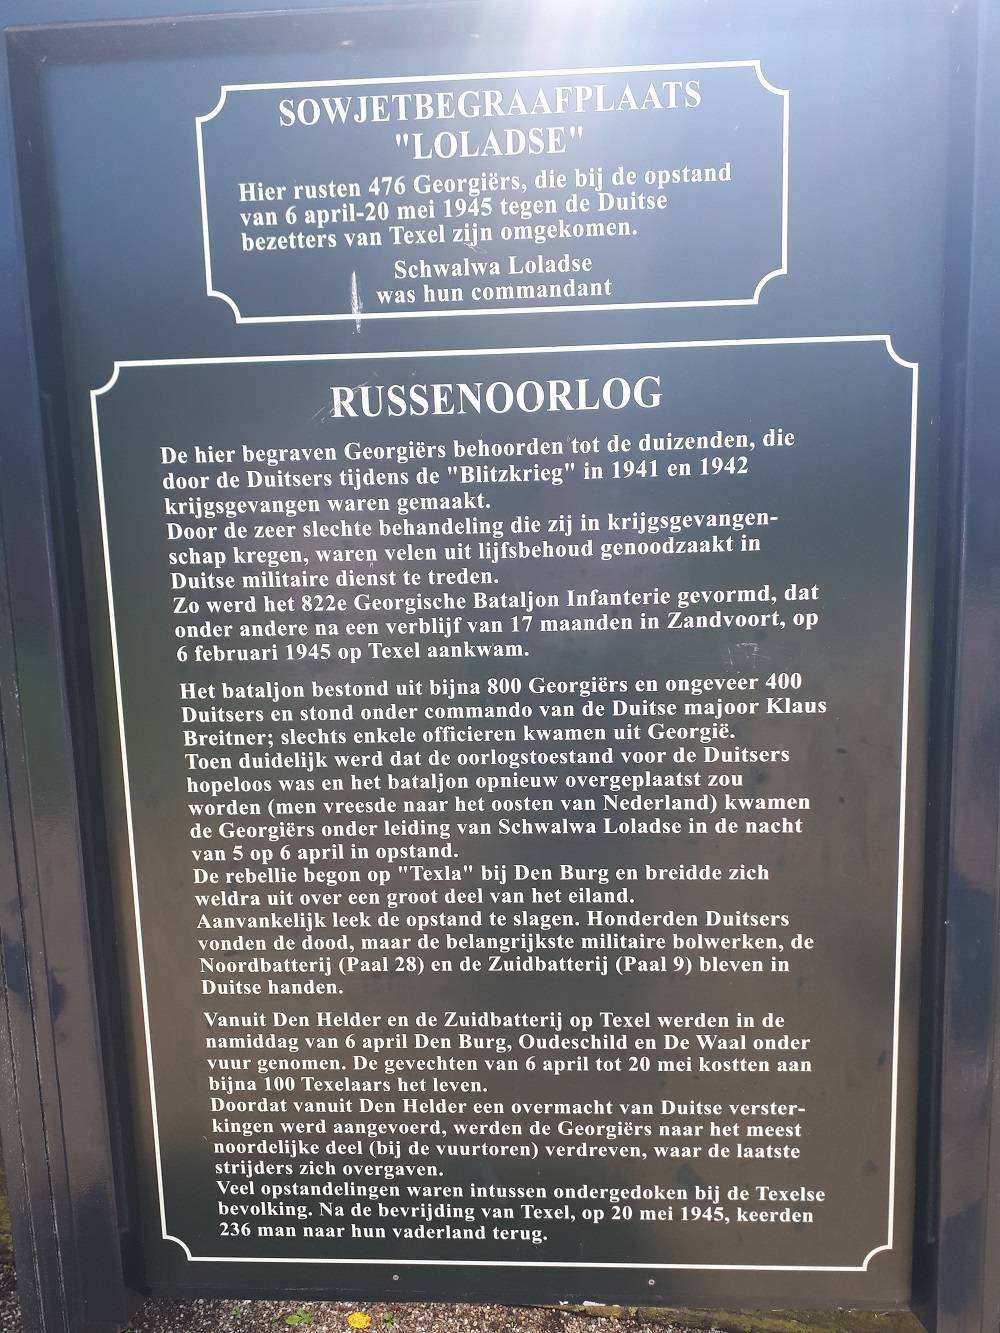 SOWJETBEGRAAFPLAATS
"LOLADSE"
Hier rusten 476 Georgiërs, die bij de opstand
van 6 april-20 mei 1945 tegen de Duitse
bezetters van Texel zijn omgekomen.
Schwalwa Loladse
was hun commandant
RUSSENOORLOG
De hier begraven Georgiërs behoorden tot de duizenden, die
door de Duitsers tijdens de "Blitzkrieg" in 1941 en 1942
krijgsgevangen waren gemaakt.
Door de zeer slechte behandeling die zij in krijgsgevangen-
schap kregen, waren velen uit lijfsbehoud genoodzaakt in
Duitse militaire dienst te treden.
Zo werd het 822e Georgische Bataljon Infanterie gevormd, dat
onder andere na een verblijf van 17 maanden in Zandvoort, op
6 februari 1945 op Texel aankwam.
Het bataljon bestond uit bijna 800 Georgiërs en ongeveer 400
Duitsers en stond onder commando van de Duitse majoor Klaus
Breitner; slechts enkele officieren kwamen uit Georgië.
Toen duidelijk werd dat de oorlogstoestand voor de Duitsers
hopeloos was en het bataljon opnieuw overgeplaatst zou
worden (men vreesde naar het oosten van Nederland) kwamen
de Georgiërs onder leiding van Schwalwa Loladse in de nacht
van 5 op 6 april in opstand.
De rebellie begon op "Texla" bij Den Burg en breidde zich
weldra uit over een groot deel van het eiland.
Aanvankelijk leek de opstand te slagen. Honderden Duitsers
vonden de dood, maar de belangrijkste militaire bolwerken, de
Noordbatterij (Paal 28) en de Zuidbatterij (Paal 9) bleven in
Duitse handen.
Vanuit Den Helder en de Zuidbatterij op Texel werden in de
namiddag van 6 april Den Burg, Oudeschild en De Waal onder
vuur genomen. De gevechten van 6 april tot 20 mei kostten aan
bijna 100 Texelaars het leven.
Doordat vanuit Den Helder een overmacht van Duitse verster-
kingen werd aangevoerd, werden de Georgiërs naar het meest
noordelijke deel (bij de vuurtoren) verdreven, waar de laatste
strijders zich overgaven.
Veel opstandelingen waren intussen ondergedoken bij de Texelse
bevolking. Na de bevrijding van Texel, op 20 mei 1945, keerden
236 man naar hun vaderland terug.